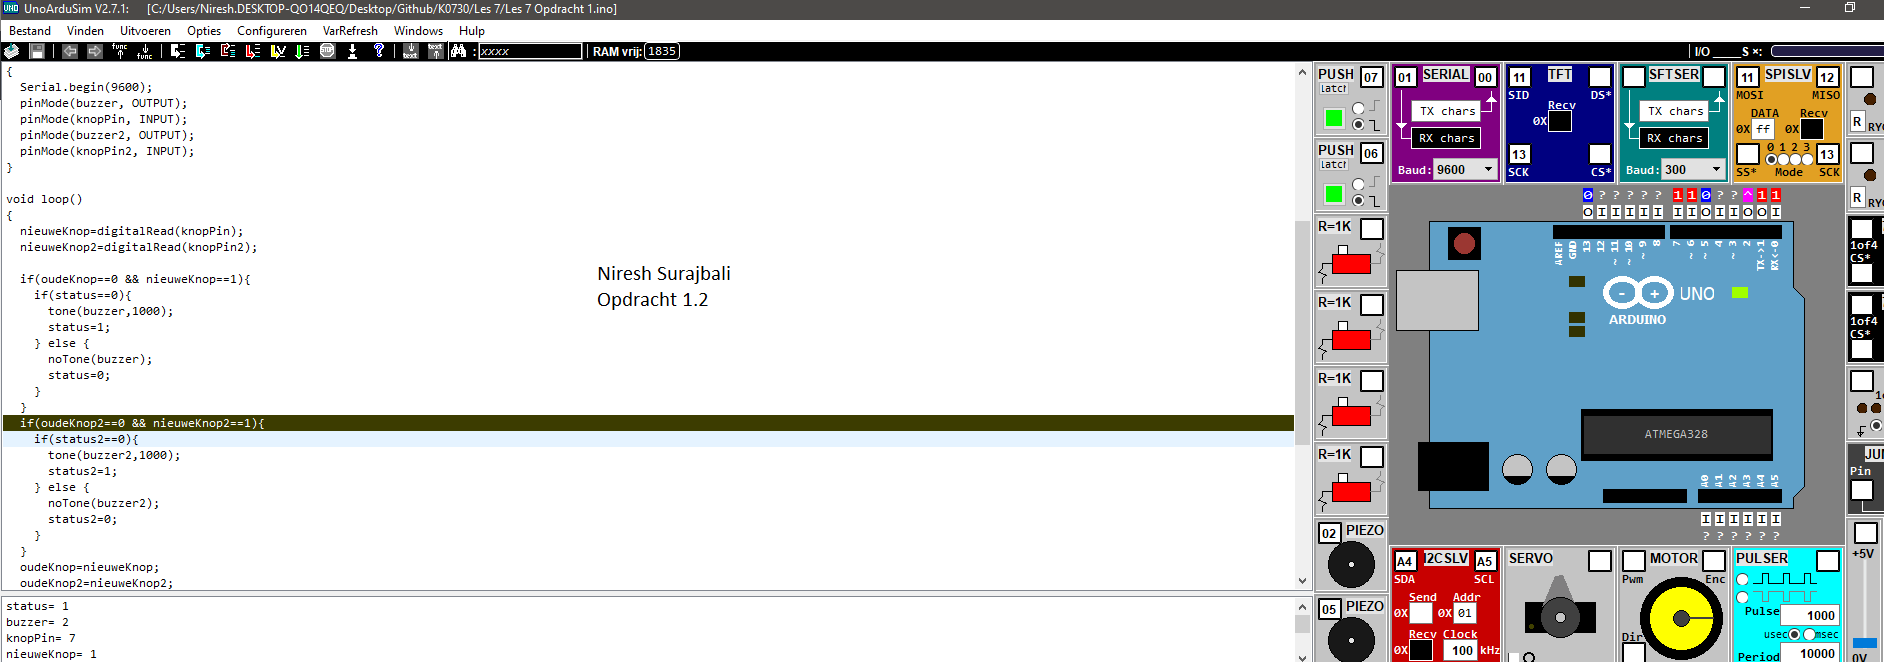 UnoArduSim V2.7.1: [C:/Users/Niresh.DESKTOP-QO14QEQ/Desktop/Github/K0730/Les 7/Les 7 Opdracht 1.ino]
Bestand Vinden Uitvoeren Opties Configureren VarRefresh Windows Hulp
func func text text : xxxx RAM vrij: 1835 I/O____S ×:
{
Serial.begin(9600);
pinMode(buzzer, OUTPUT);
pinMode(knopPin, INPUT);
pinMode(buzzer2, OUTPUT);
pinMode(knopPin2, INPUT);
}
void loop()
{
nieuweKnop=digitalRead(knopPin);
nieuweKnop2=digitalRead(knopPin2);
if(oudeKnop==0 && nieuweKnop==1){
if(status==0){
tone(buzzer,1000);
status=1;
} else {
noTone(buzzer);
status=0;
}
}
if(oudeKnop2==0 && nieuweKnop2==1){
if(status2==0){
tone(buzzer2,1000);
status2=1;
} else {
noTone(buzzer2);
status2=0;
}
}
oudeKnop=nieuweKnop;
oudeKnop2=nieuweKnop2;
status= 1
buzzer= 2
knopPin= 7
nieuweKnop= 1
Niresh Surajbali
Opdracht 1.2
PUSH 07
latch
PUSH 06
latch
R=1K
R=1K
R=1K
R=1K
02 PIEZO
05 PIEZO
01 SERIAL 00
TX chars
RX chars
Baud: 9600
11 TFT
SID DS*
Recv
0X
13
SCK CS*
SFTSER
TX chars
RX chars
Baud: 300
11 SPISLV 12
MOSI MISO
DATA Recv
0X ff 0X
0 1 2 3 13
SS* Mode SCK
R
R
1of4
CS*
1of4
CS*
Pin
+5V
0V
0 ? ? ? ? ? 1 1 0 ? ? ^ 1 1
O I I I I I I I O I I O O I
AREF GND 13 12 ~11 ~10 ~9 8 7 ~6 ~5 4 ~3 2 TX->1 RX<-0
- + UNO
ARDUINO
ATMEGA328
A0 A1 A2 A3 A4 A5
I I I I I I
? ? ? ? ? ?
A4 I2CSLV A5
SDA SCL
Send Addr
0X 0X 01
Recv Clock
0X 100 kHz
SERVO
MOTOR
Pwm Enc
Dir
PULSER
Pulse 1000
usec msec
Period 10000